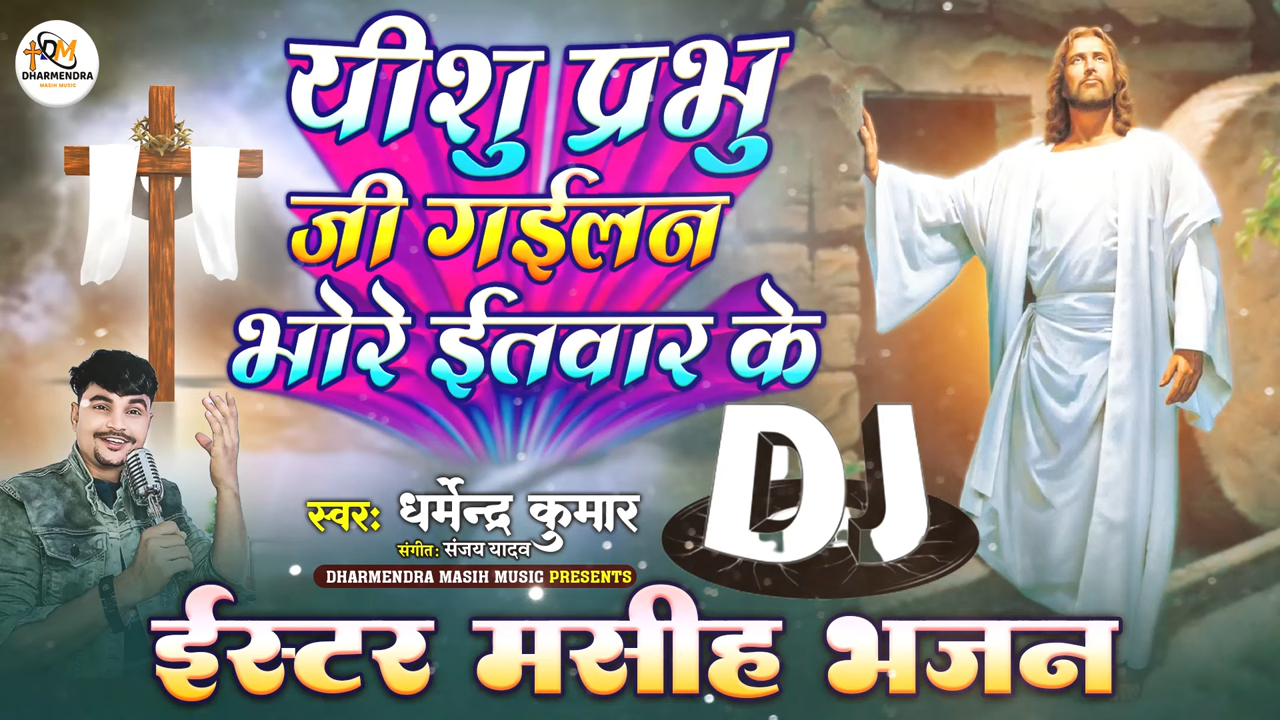 DM
DHARMENDRA
MASIH MUSIC
यीशु प्रभु
जी गईलन
भोरे ईतवार के
DJ
स्वरः धर्मेन्द्र कुमार
संगीत: संजय यादव
DHARMENDRA MASIH MUSIC PRESENTS
ईस्टर मसीह भजन